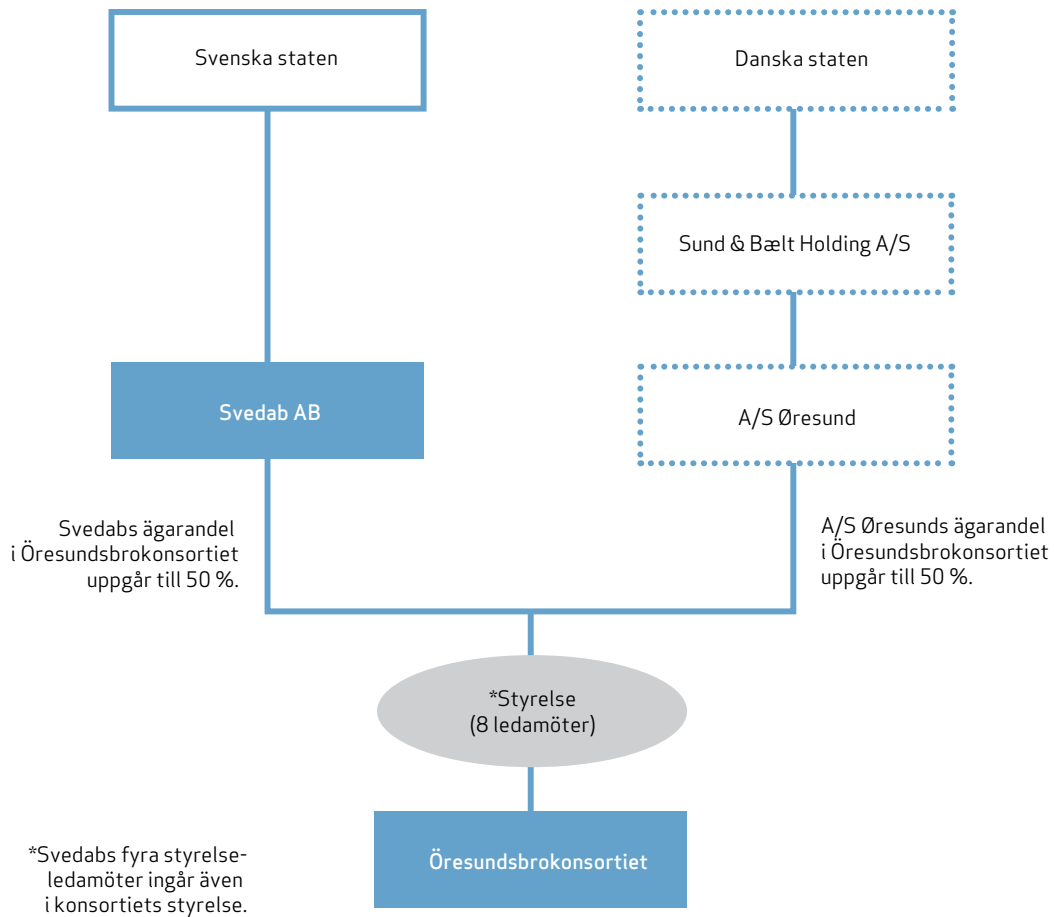 Svenska staten
Danska staten
Sund & Bælt Holding A/S
Svedab AB
A/S Øresund
Svedabs ägarandel
i Öresundsbrokonsortiet
uppgår till 50 %.
A/S Øresunds ägarandel
i Öresundsbrokonsortiet
uppgår till 50 %.
*Styrelse
(8 ledamöter)
Öresundsbrokonsortiet
*Svedabs fyra styrelse-
ledamöter ingår även
i konsortiets styrelse.